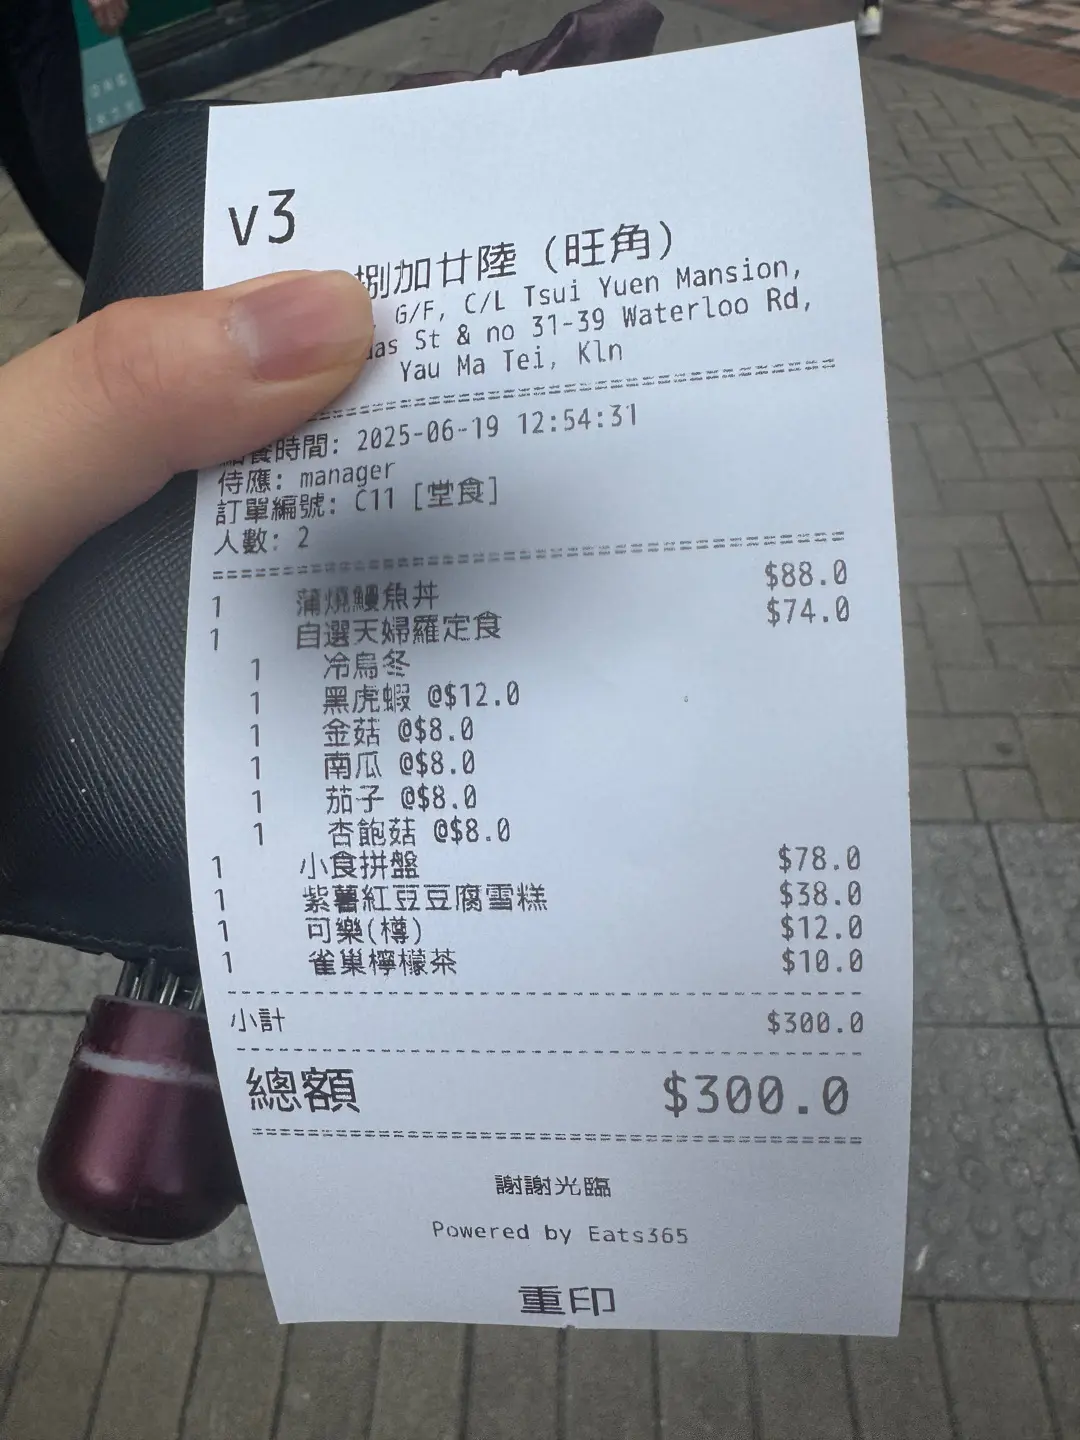 v3
捌加廿陸 (旺角)
G/F, C/L Tsui Yuen Mansion,
St & no 31-39 Waterloo Rd,
Yau Ma Tei, Kln
時間: 2025-06-19 12:54:31
侍應: manager
訂單編號: C11 [堂食]
人數: 2
1 蒲燒鰻魚丼 $88.0
1 自選天婦羅定食 $74.0
1 冷烏冬
1 黑虎蝦 @$12.0
1 金菇 @$8.0
1 南瓜 @$8.0
1 茄子 @$8.0
1 杏鮑菇 @$8.0
1 小食拼盤 $78.0
1 紫薯紅豆豆腐雪糕 $38.0
1 可樂(樽) $12.0
1 雀巢檸檬茶 $10.0
小計 $300.0
總額 $300.0
謝謝光臨
Powered by Eats365
重印